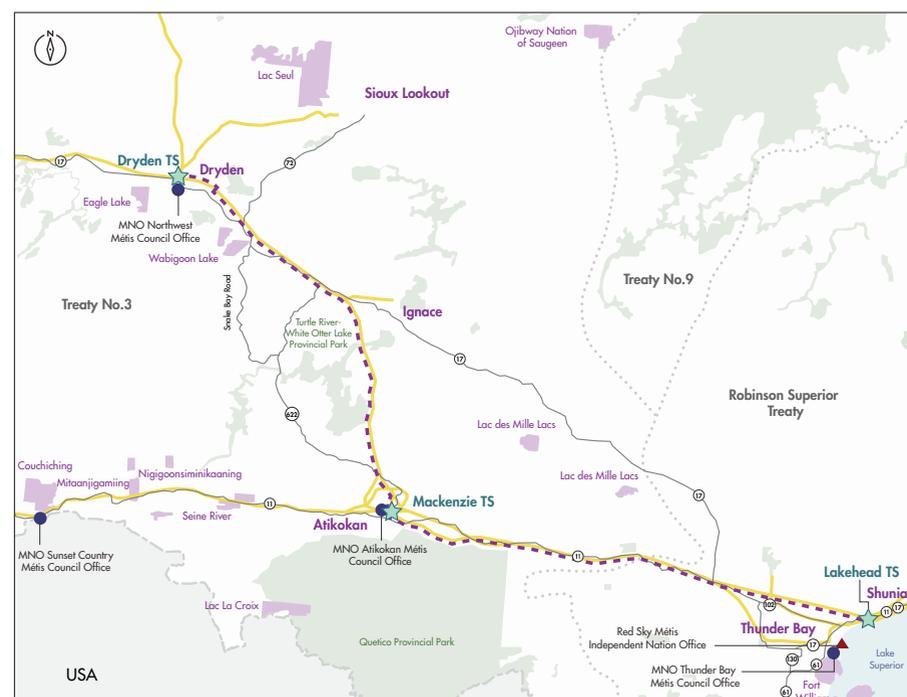 N
Ojibway Nation
of Saugeen
Lac Seul
Sioux Lookout
17
Dryden TS
Dryden
72
Eagle Lake
MNO Northwest
Métis Council Office
Wabigoon Lake
Treaty No.3
Snake Bay Road
Treaty No.9
Ignace
Turtle River-
White Otter Lake
Provincial Park
17
Robinson Superior
Treaty
622
Lac des Mille Lacs
Couchiching
Mitaanjigamiing
Nigigoonsiminikaaning
Lac des Mille Lacs
17
Seine River
11
Mackenzie TS
Atikokan
MNO Sunset Country
Métis Council Office
MNO Atikokan Métis
Council Office
11
Lakehead TS
Shunia
Lac La Croix
102
11
17
Quetico Provincial Park
Red Sky Métis
Independent Nation Office
Thunder Bay
17
130
61
MNO Thunder Bay
Métis Council Office
Lake
Superior
USA
61
Fort